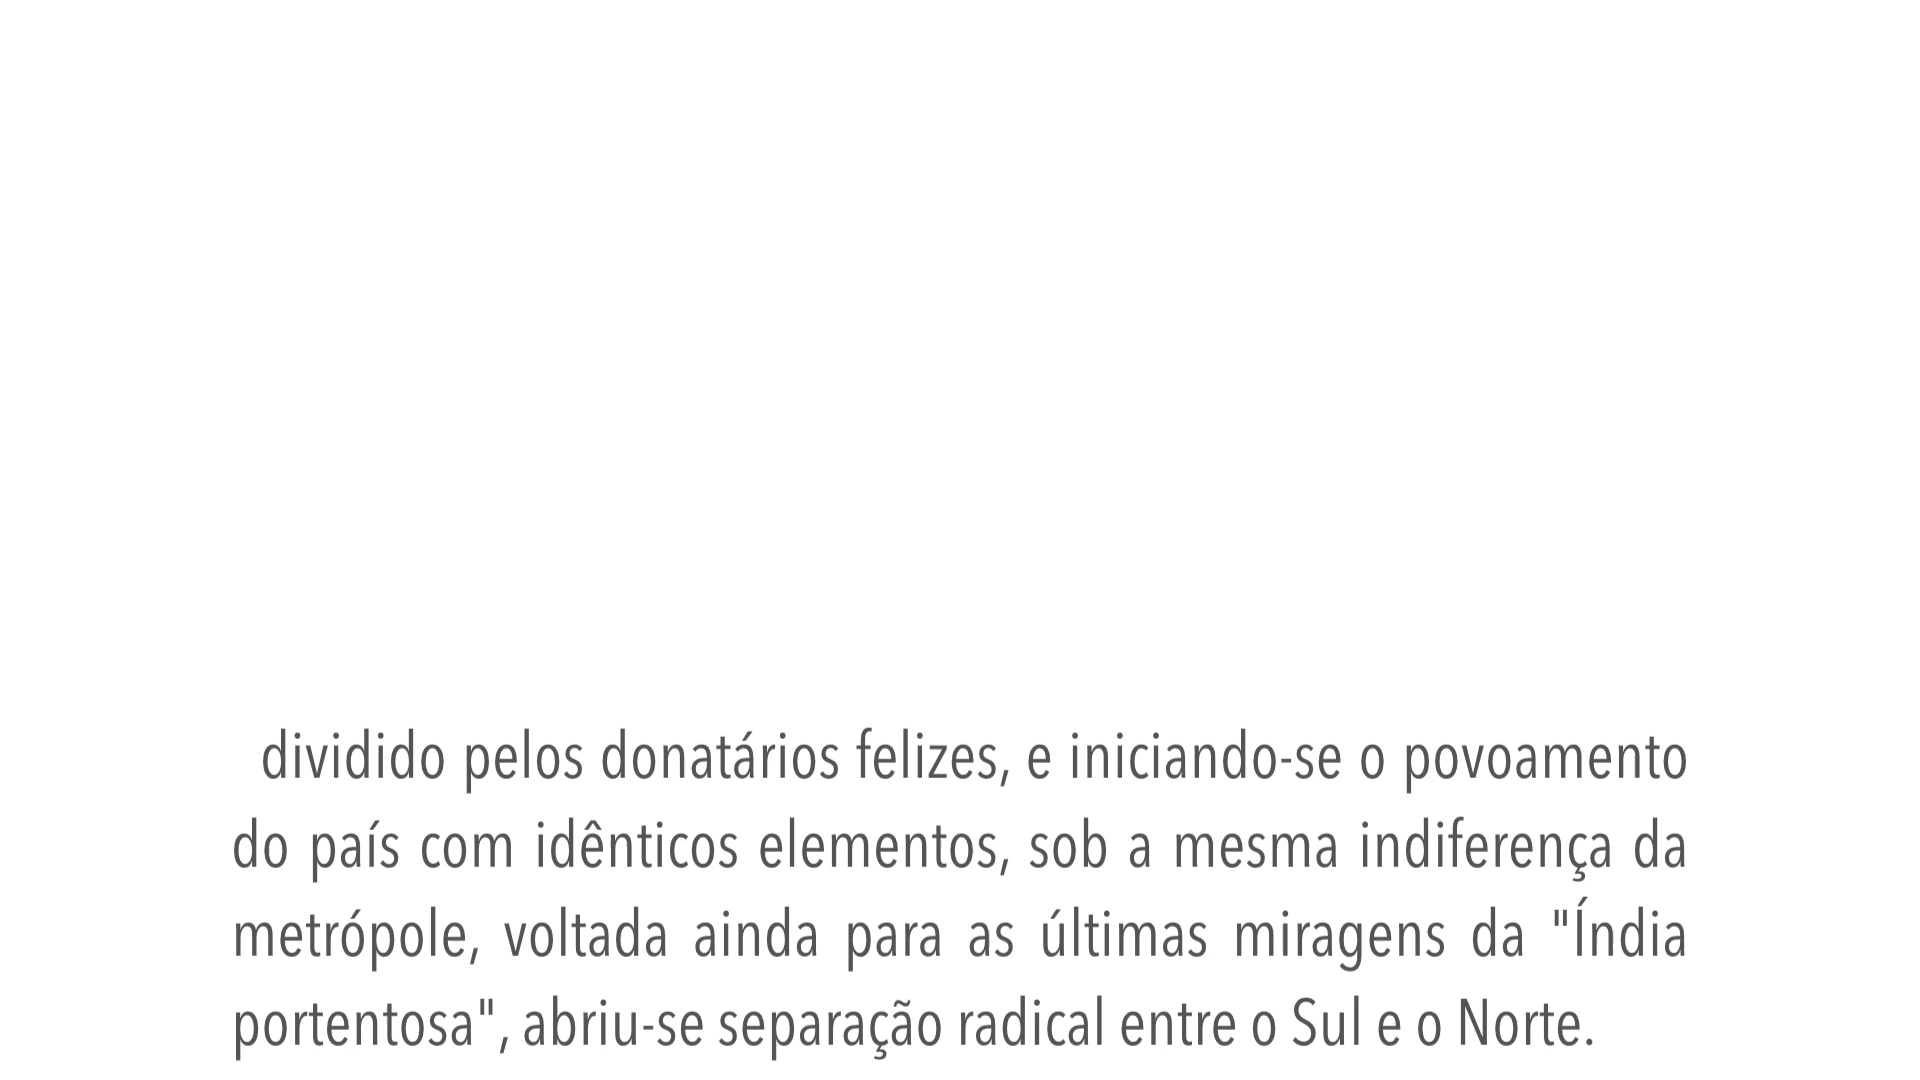 dividido pelos donatários felizes, e iniciando-se o povoamento
do país com idênticos elementos, sob a mesma indiferença da
metrópole, voltada ainda para as últimas miragens da "Índia
portentosa", abriu-se separação radical entre o Sul e o Norte.